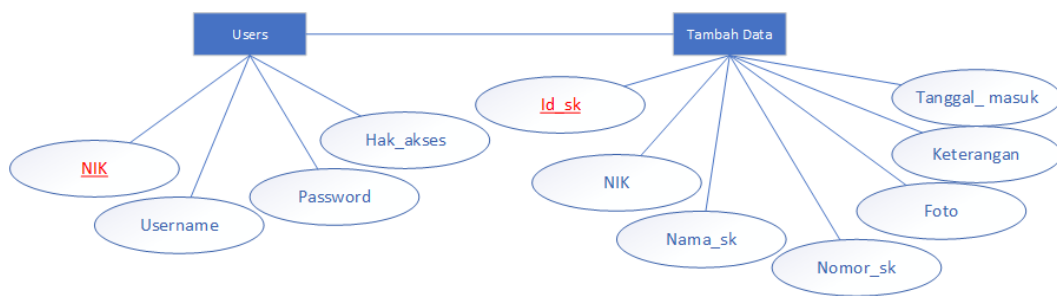 Users
Tambah Data
NIK
Username
Password
Hak_akses
Id_sk
NIK
Nama_sk
Nomor_sk
Foto
Keterangan
Tanggal_ masuk